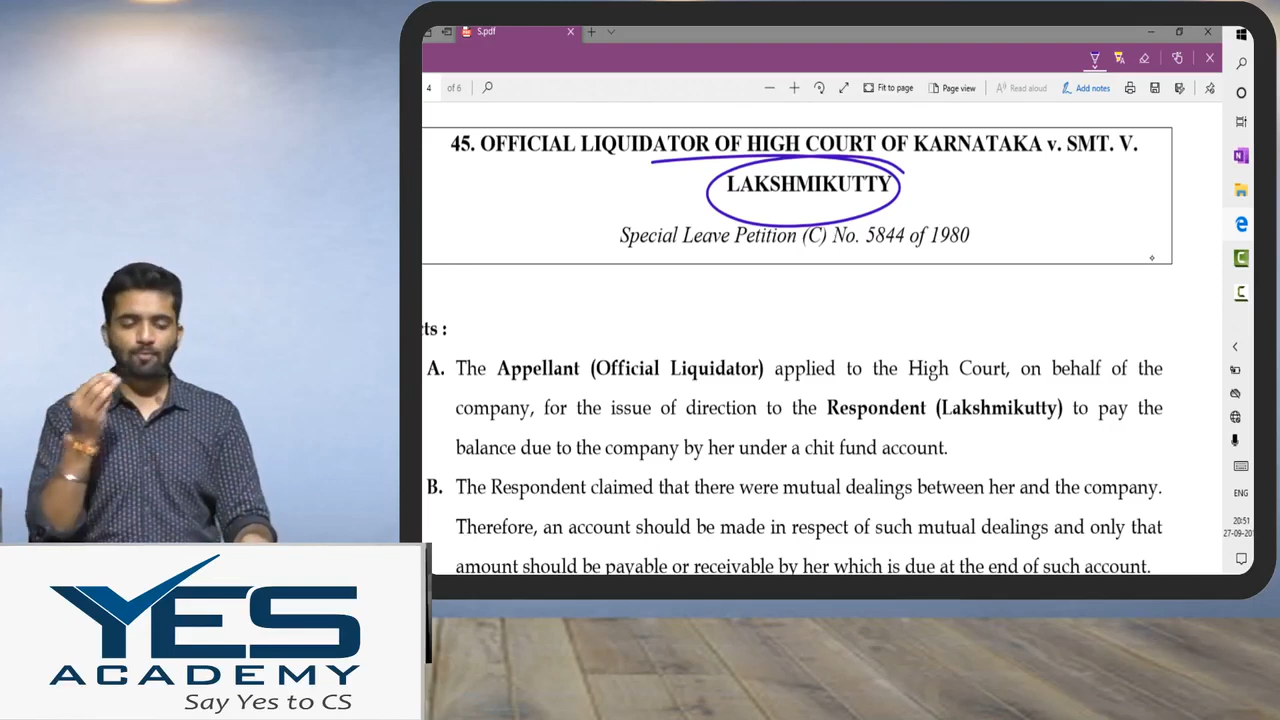 S.pdf
4 of 6
Fit to page
Page view
Read aloud
Add notes
45. OFFICIAL LIQUIDATOR OF HIGH COURT OF KARNATAKA v. SMT. V.
LAKSHMIKUTTY
Special Leave Petition (C) No. 5844 of 1980
cts :
A. The Appellant (Official Liquidator) applied to the High Court, on behalf of the
company, for the issue of direction to the Respondent (Lakshmikutty) to pay the
balance due to the company by her under a chit fund account.
B. The Respondent claimed that there were mutual dealings between her and the company.
Therefore, an account should be made in respect of such mutual dealings and only that
amount should be payable or receivable by her which is due at the end of such account.
ENG
20:51
27-09-20
YES
ACADEMY
Say Yes to CS